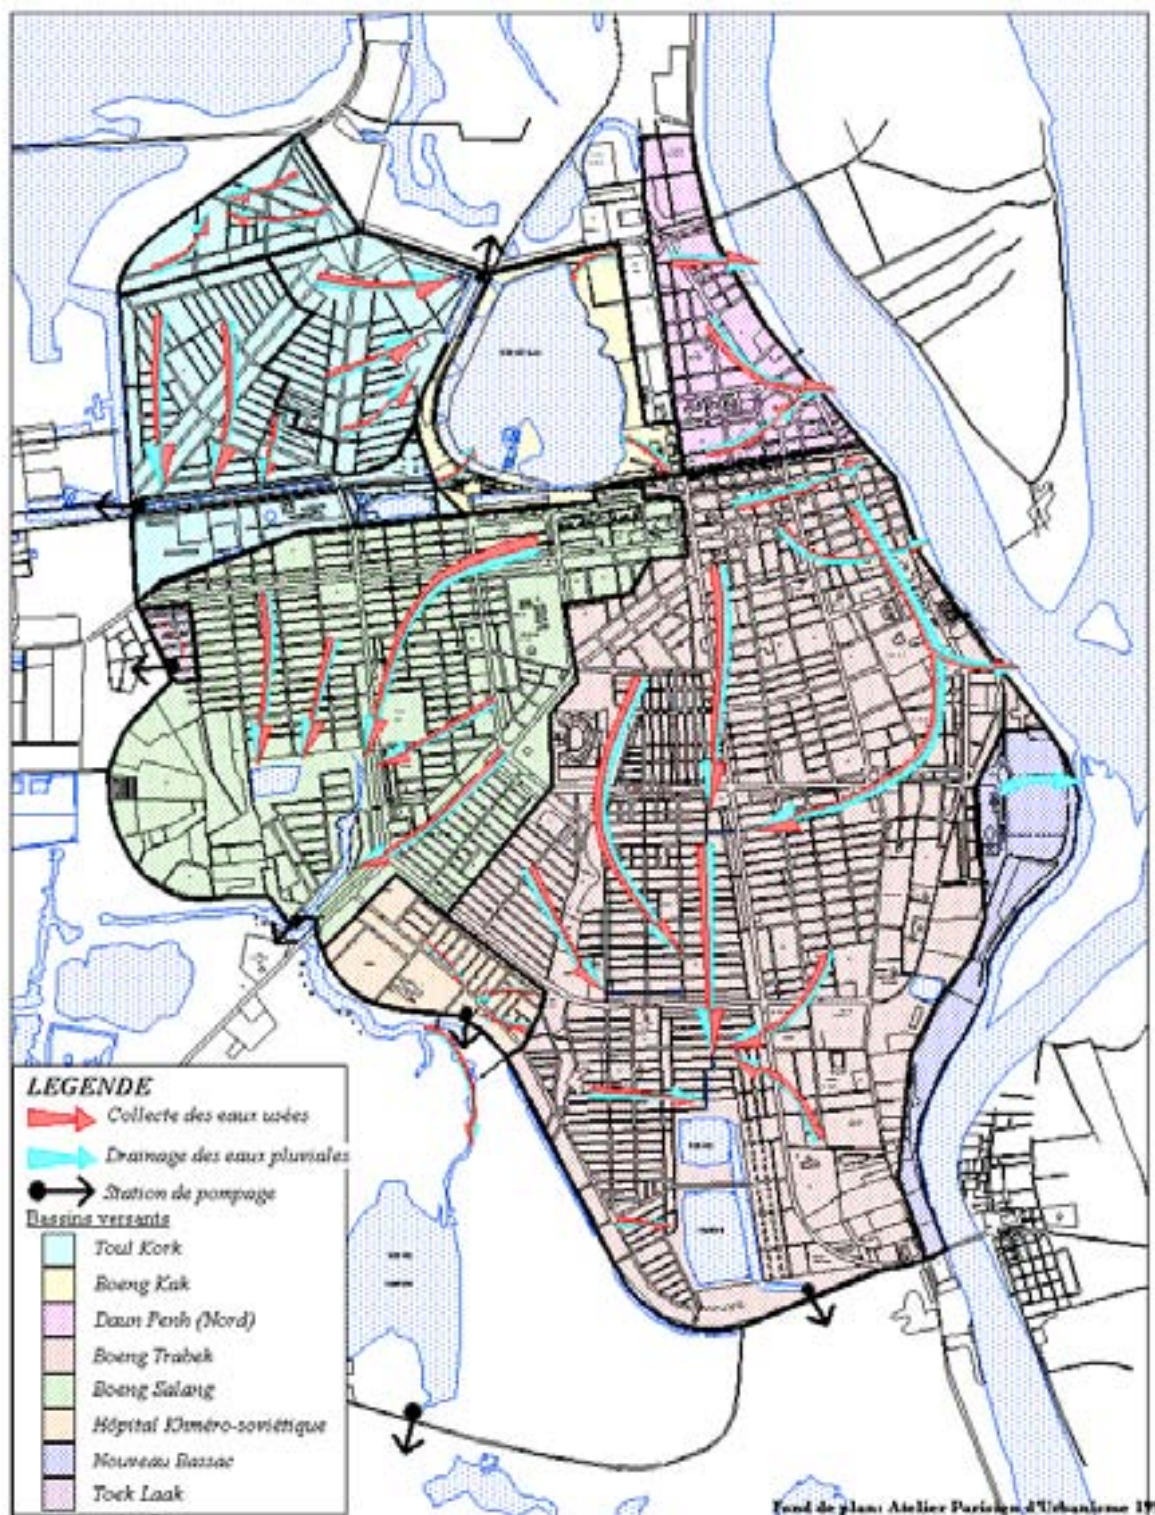 LEGENDE
Collecte des eaux usées
Drainage des eaux pluviales
Station de pompage
Bassins versants
Toul Kork
Boeng Kak
Daun Penh (Nord)
Boeng Trabek
Boeng Salang
Hôpital Khméro-soviétique
Nouveau Bassac
Toek Laak
Fond de plan: Atelier Parisien d'Urbanisme